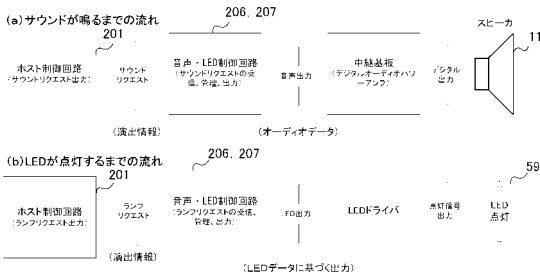 (a)サウンドが鳴るまでの流れ
206, 207
スピーカ
201
11
ホスト制御回路
(サウントリクエスト出力)
サウンド
リクエスト
音声・LED制御回路
(サウンドリクエストの受
信、管理、出力)
音声出力
中継基板
(デジタルオーディオパワ
ーアンプ)
デジタル
出力
(演出情報)
(オーディオデータ)
(b)LEDが点灯するまでの流れ
206, 207
201
59
ホスト制御回路
(ランプリクエスト出力)
ランプ
リクエスト
音声・LED制御回路
(ランプリクエストの受信、
管理、出力)
LED出力
LEDドライバ
点灯信号
出力
LED
点灯
(演出情報)
(LEDデータに基づく出力)